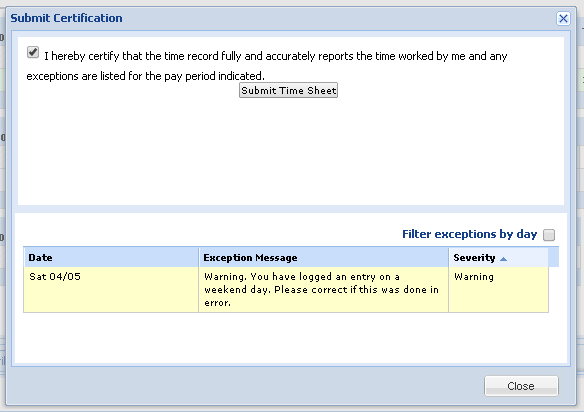 Submit Certification
I hereby certify that the time record fully and accurately reports the time worked by me and any
exceptions are listed for the pay period indicated.
Submit Time Sheet
Filter exceptions by day
Date Exception Message Severity
Sat 04/05 Warning. You have logged an entry on a Warning
weekend day. Please correct if this was done in
error.
Close